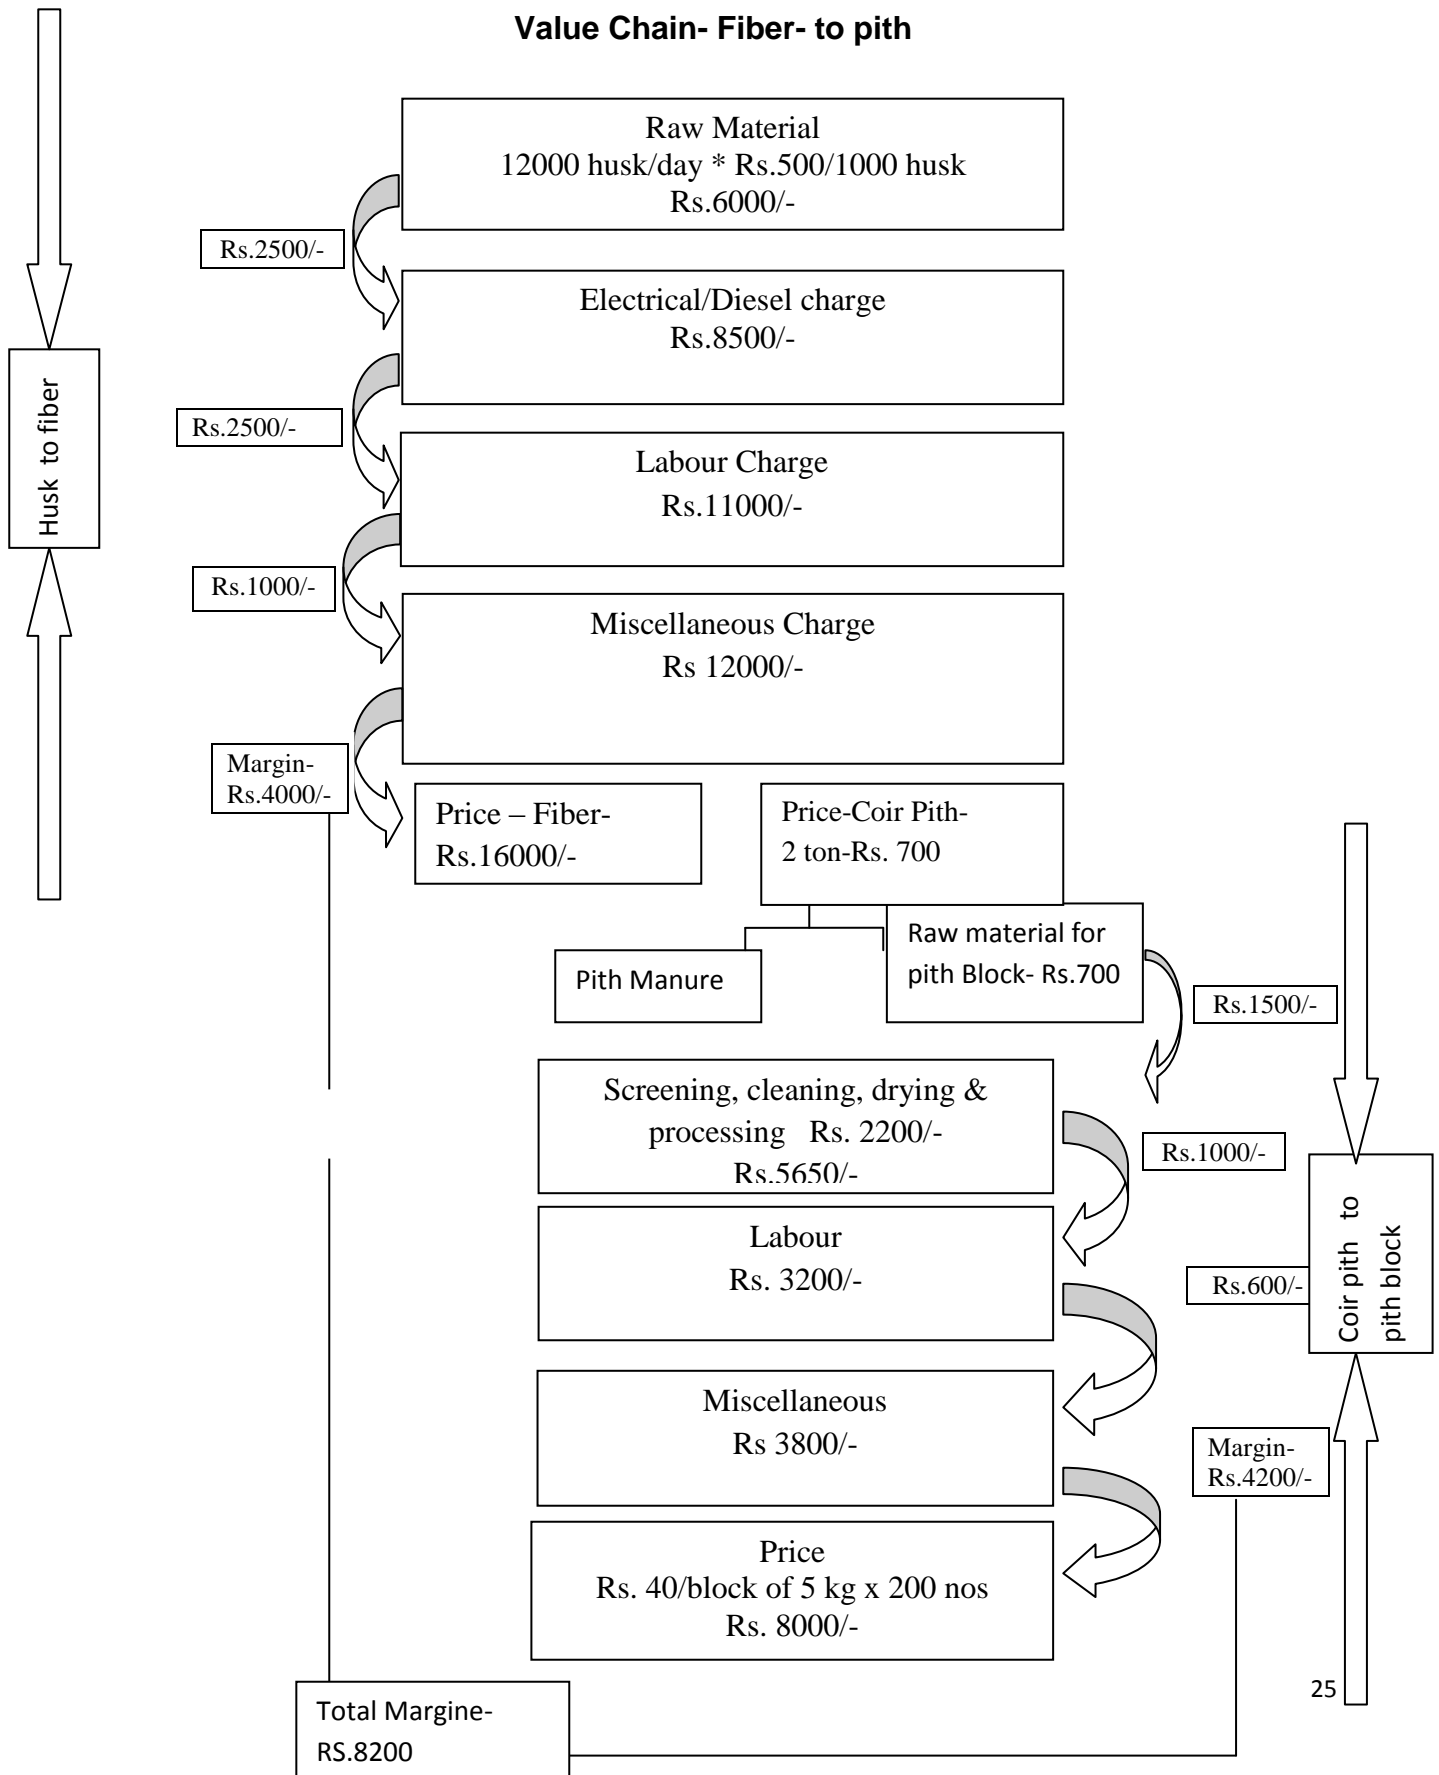 Value Chain- Fiber- to pith
Raw Material
12000 husk/day * Rs.500/1000 husk
Rs.6000/-
Rs.2500/-
Electrical/Diesel charge
Rs.8500/-
Husk  to fiber
Rs.2500/-
Labour Charge
Rs.11000/-
Rs.1000/-
Miscellaneous Charge
Rs 12000/-
Margin-
Rs.4000/-
Price – Fiber-
Rs.16000/-
Price-Coir Pith-
2 ton-Rs. 700
Pith Manure
Raw material for
pith Block- Rs.700
Rs.1500/-
Screening, cleaning, drying &
processing   Rs. 2200/-
Rs.5650/-
Rs.1000/-
Labour
Rs. 3200/-
Rs.600/-
Coir pith  to
pith block
Miscellaneous
Rs 3800/-
Margin-
Rs.4200/-
Price
Rs. 40/block of 5 kg x 200 nos
Rs. 8000/-
Total Margine-
RS.8200
25